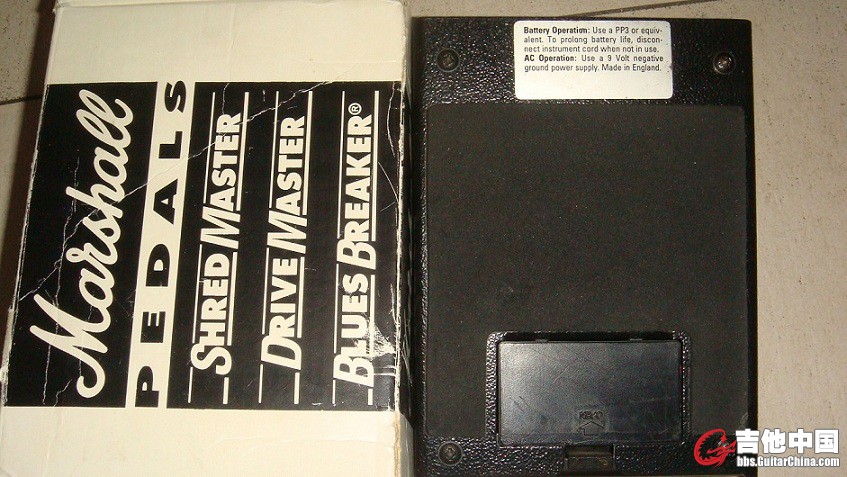 Marshall
PEDALS
SHRED MASTER
DRIVE MASTER
BLUES BREAKER®
Battery Operation: Use a PP3 or equiv-
alent. To prolong battery life, discon-
nect instrument cord when not in use.
AC Operation: Use a 9 Volt negative
ground power supply. Made in England.
OPEN
吉他中国
bbs.GuitarChina.com